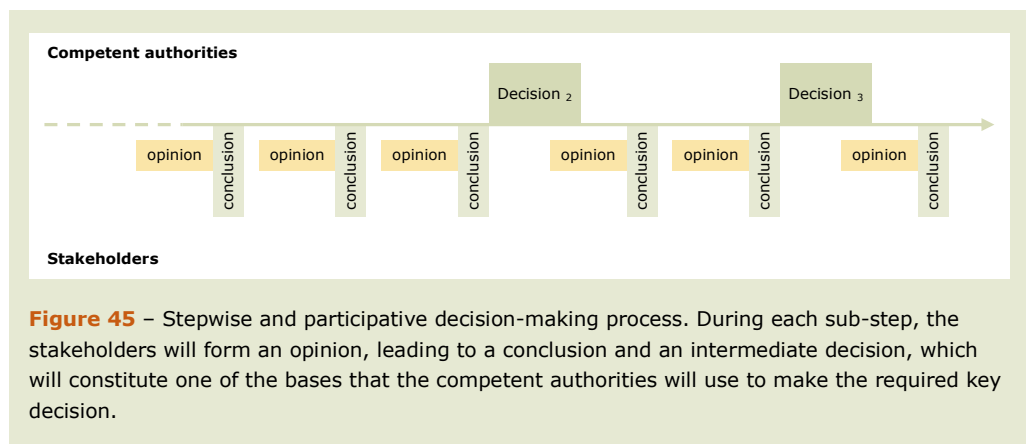 Competent authorities
Decision 2
Decision 3
opinion
conclusion
opinion
conclusion
opinion
conclusion
opinion
conclusion
opinion
conclusion
opinion
conclusion
Stakeholders
Figure 45 – Stepwise and participative decision-making process. During each sub-step, the
stakeholders will form an opinion, leading to a conclusion and an intermediate decision, which
will constitute one of the bases that the competent authorities will use to make the required key
decision.